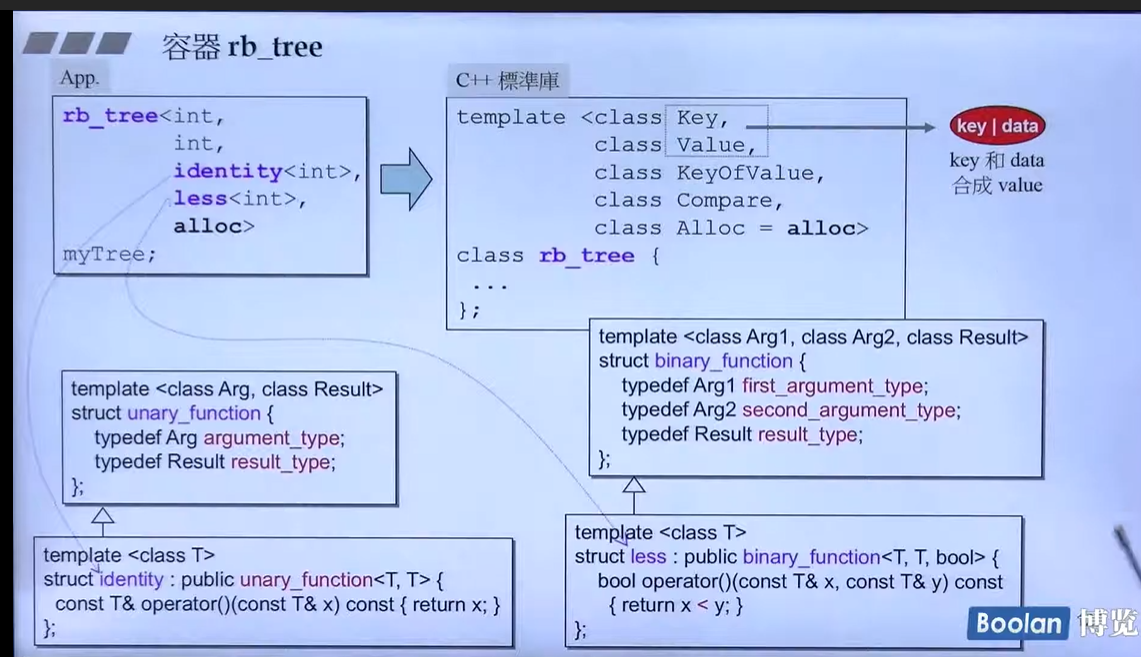 容器 rb_tree
App.
rb_tree<int,
int,
identity<int>,
less<int>,
alloc>
myTree;
C++ 標準庫
template <class Key,
class Value,
class KeyOfValue,
class Compare,
class Alloc = alloc>
class rb_tree {
...
};
key | data
key 和 data
合成 value
template <class Arg, class Result>
struct unary_function {
typedef Arg argument_type;
typedef Result result_type;
};
template <class T>
struct identity : public unary_function<T, T> {
const T& operator()(const T& x) const { return x; }
};
template <class Arg1, class Arg2, class Result>
struct binary_function {
typedef Arg1 first_argument_type;
typedef Arg2 second_argument_type;
typedef Result result_type;
};
template <class T>
struct less : public binary_function<T, T, bool> {
bool operator()(const T& x, const T& y) const
{ return x < y; }
};
Boolan 博览